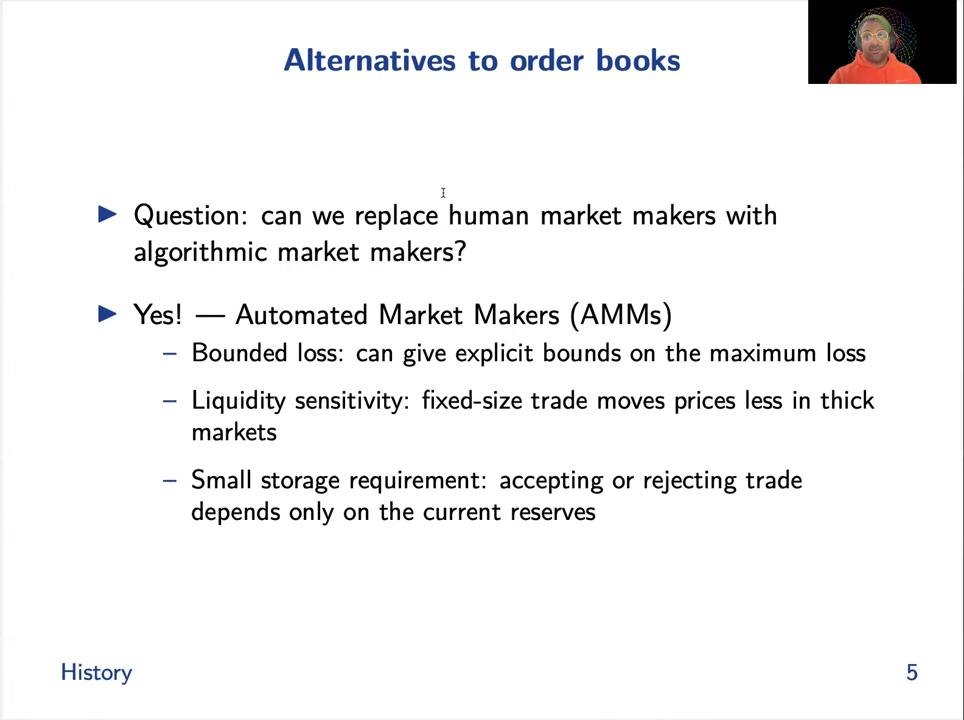 Alternatives to order books
▶ Question: can we replace human market makers with
algorithmic market makers?
▶ Yes! — Automated Market Makers (AMMs)
– Bounded loss: can give explicit bounds on the maximum loss
– Liquidity sensitivity: fixed-size trade moves prices less in thick
markets
– Small storage requirement: accepting or rejecting trade
depends only on the current reserves
History
5